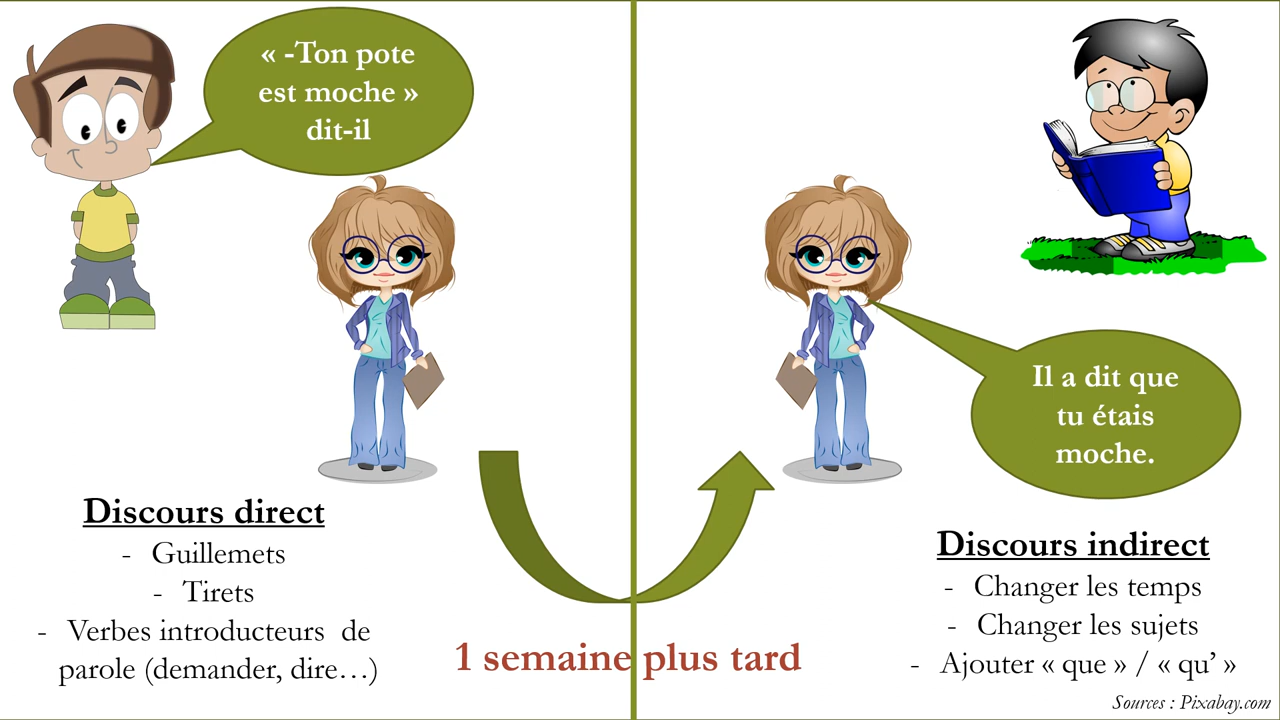 « -Ton pote
est moche »
dit-il
Discours direct
- Guillemets
- Tirets
- Verbes introducteurs de
parole (demander, dire…)
1 semaine plus tard
Il a dit que
tu étais
moche.
Discours indirect
- Changer les temps
- Changer les sujets
- Ajouter « que » / « qu’ »
Sources : Pixabay.com